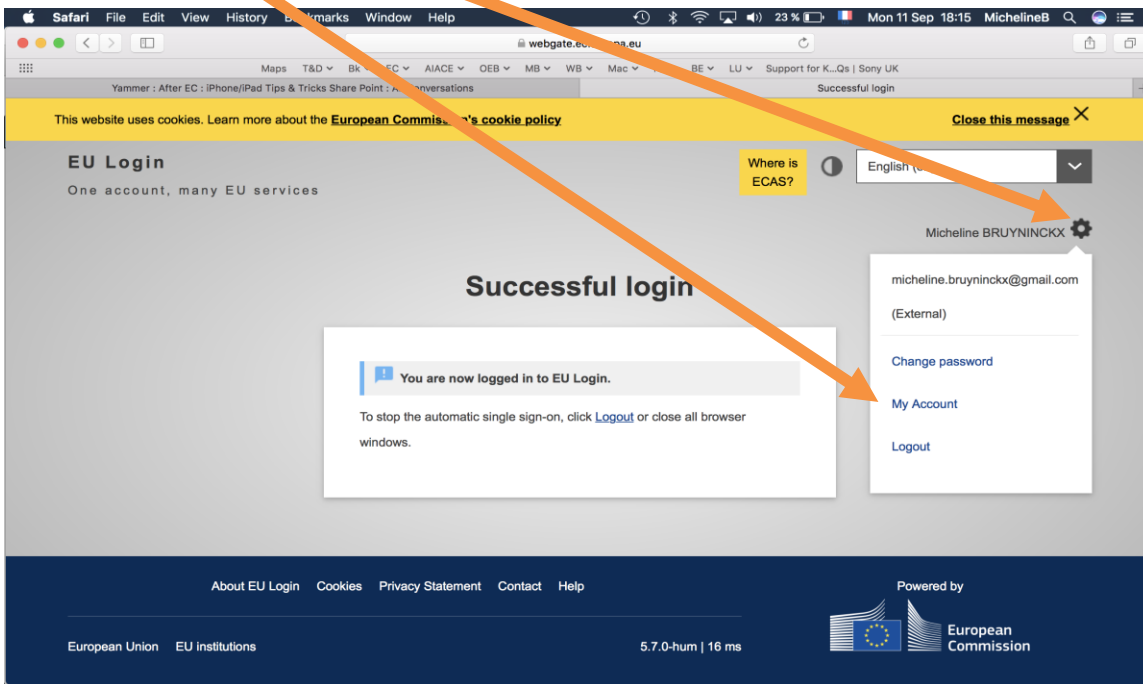 Safari File Edit View History Bookmarks Window Help 23 % Mon 11 Sep 18:15 MichelineB
webgate.ec.europa.eu
Maps T&D Bk EC AIACE OEB MB WB Mac BE LU Support for K...Qs | Sony UK
Yammer : After EC : iPhone/iPad Tips & Tricks Share Point : All Conversations Successful login
This website uses cookies. Learn more about the European Commission's cookie policy Close this message
EU Login
One account, many EU services
Where is
ECAS?
English
Micheline BRUYNINCKX
micheline.bruyninckx@gmail.com
(External)
Change password
My Account
Logout
Successful login
You are now logged in to EU Login.
To stop the automatic single sign-on, click Logout or close all browser
windows.
About EU Login Cookies Privacy Statement Contact Help
Powered by
European Union EU institutions
5.7.0-hum | 16 ms
European
Commission